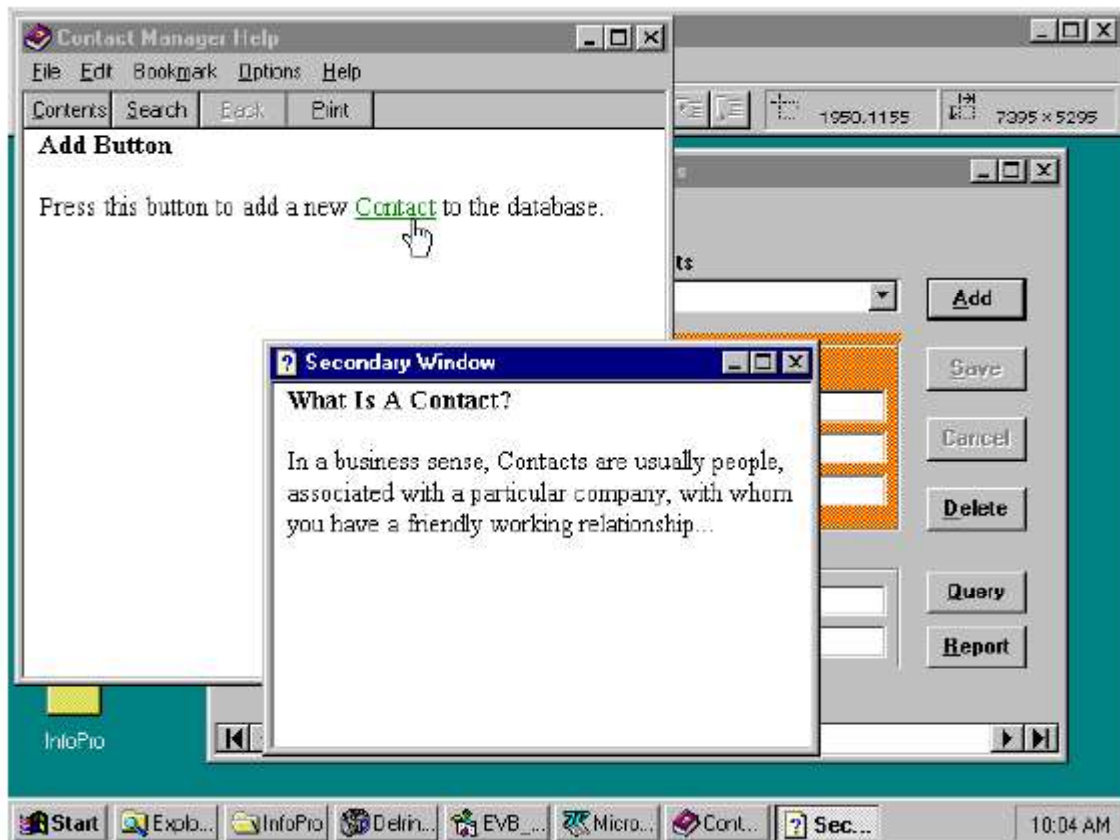 Contact Manager Help
File Edit Bookmark Options Help
Contents Search Back Print
1950,1155 7395 × 5295
Add Button
Press this button to add a new Contact to the database.
ts
Add
Save
Cancel
Delete
Query
Report
Secondary Window
What Is A Contact?
In a business sense, Contacts are usually people,
associated with a particular company, with whom
you have a friendly working relationship...
InfoPro
Start Explo... InfoPro Delrin... EVB_... Micro... Cont... Sec... 10:04 AM